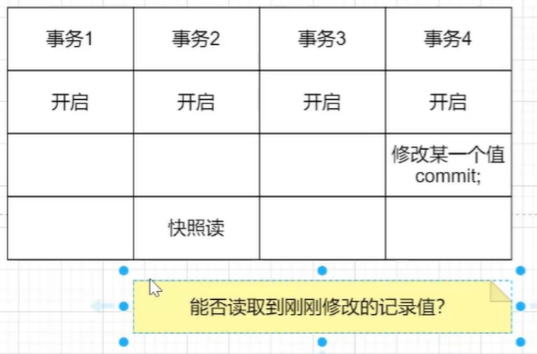 事务1 事务2 事务3 事务4
开启 开启 开启 开启
修改某一个值
commit;
快照读
能否读取到刚刚修改的记录值?